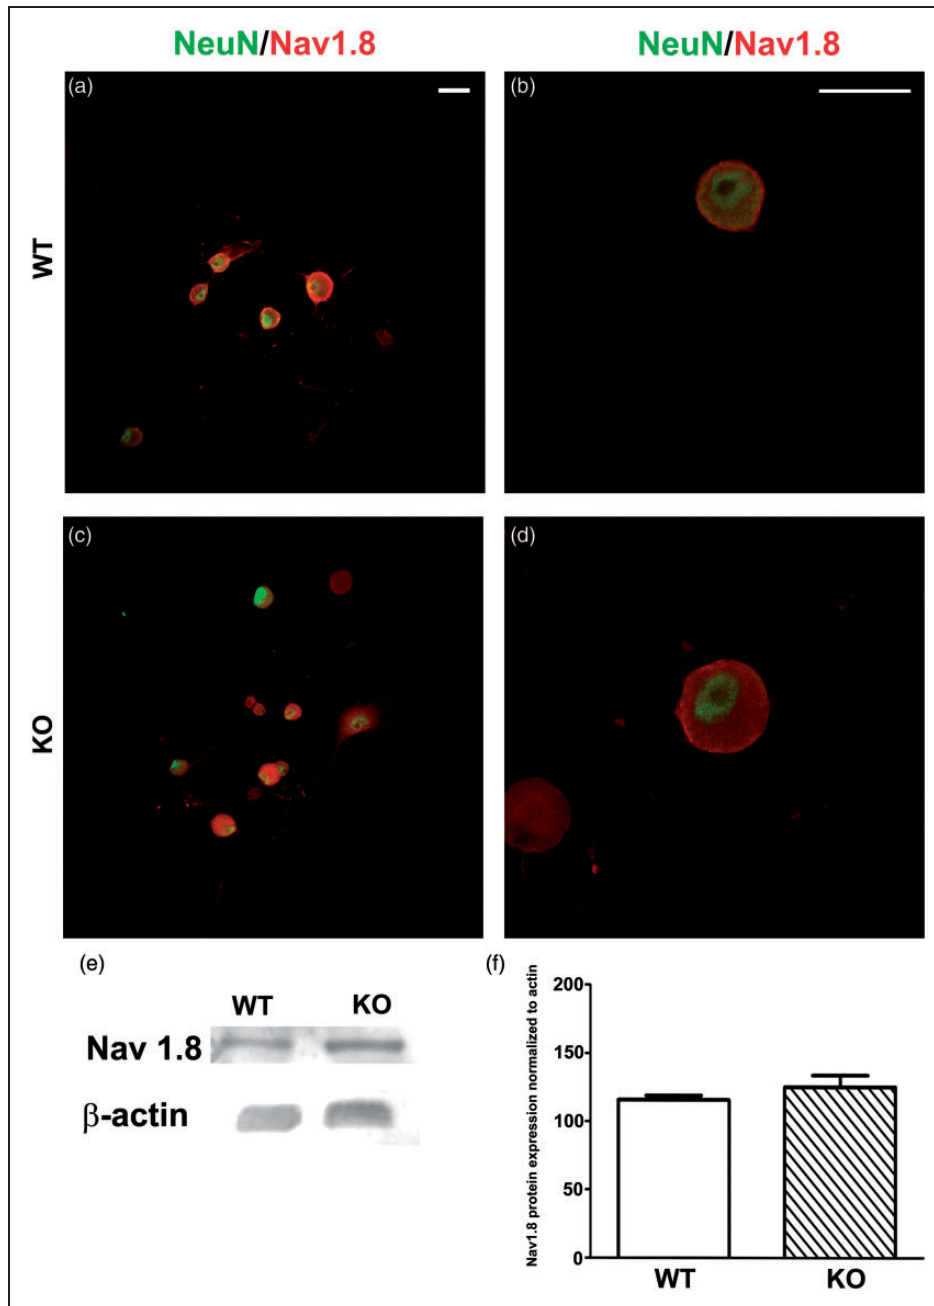 NeuN/Nav1.8
NeuN/Nav1.8
(a)
(b)
WT
(c)
(d)
KO
(e)
WT
KO
Nav 1.8
β-actin
(f)
Nav1.8 protein expression normalized to actin
200
150
100
50
0
WT
KO